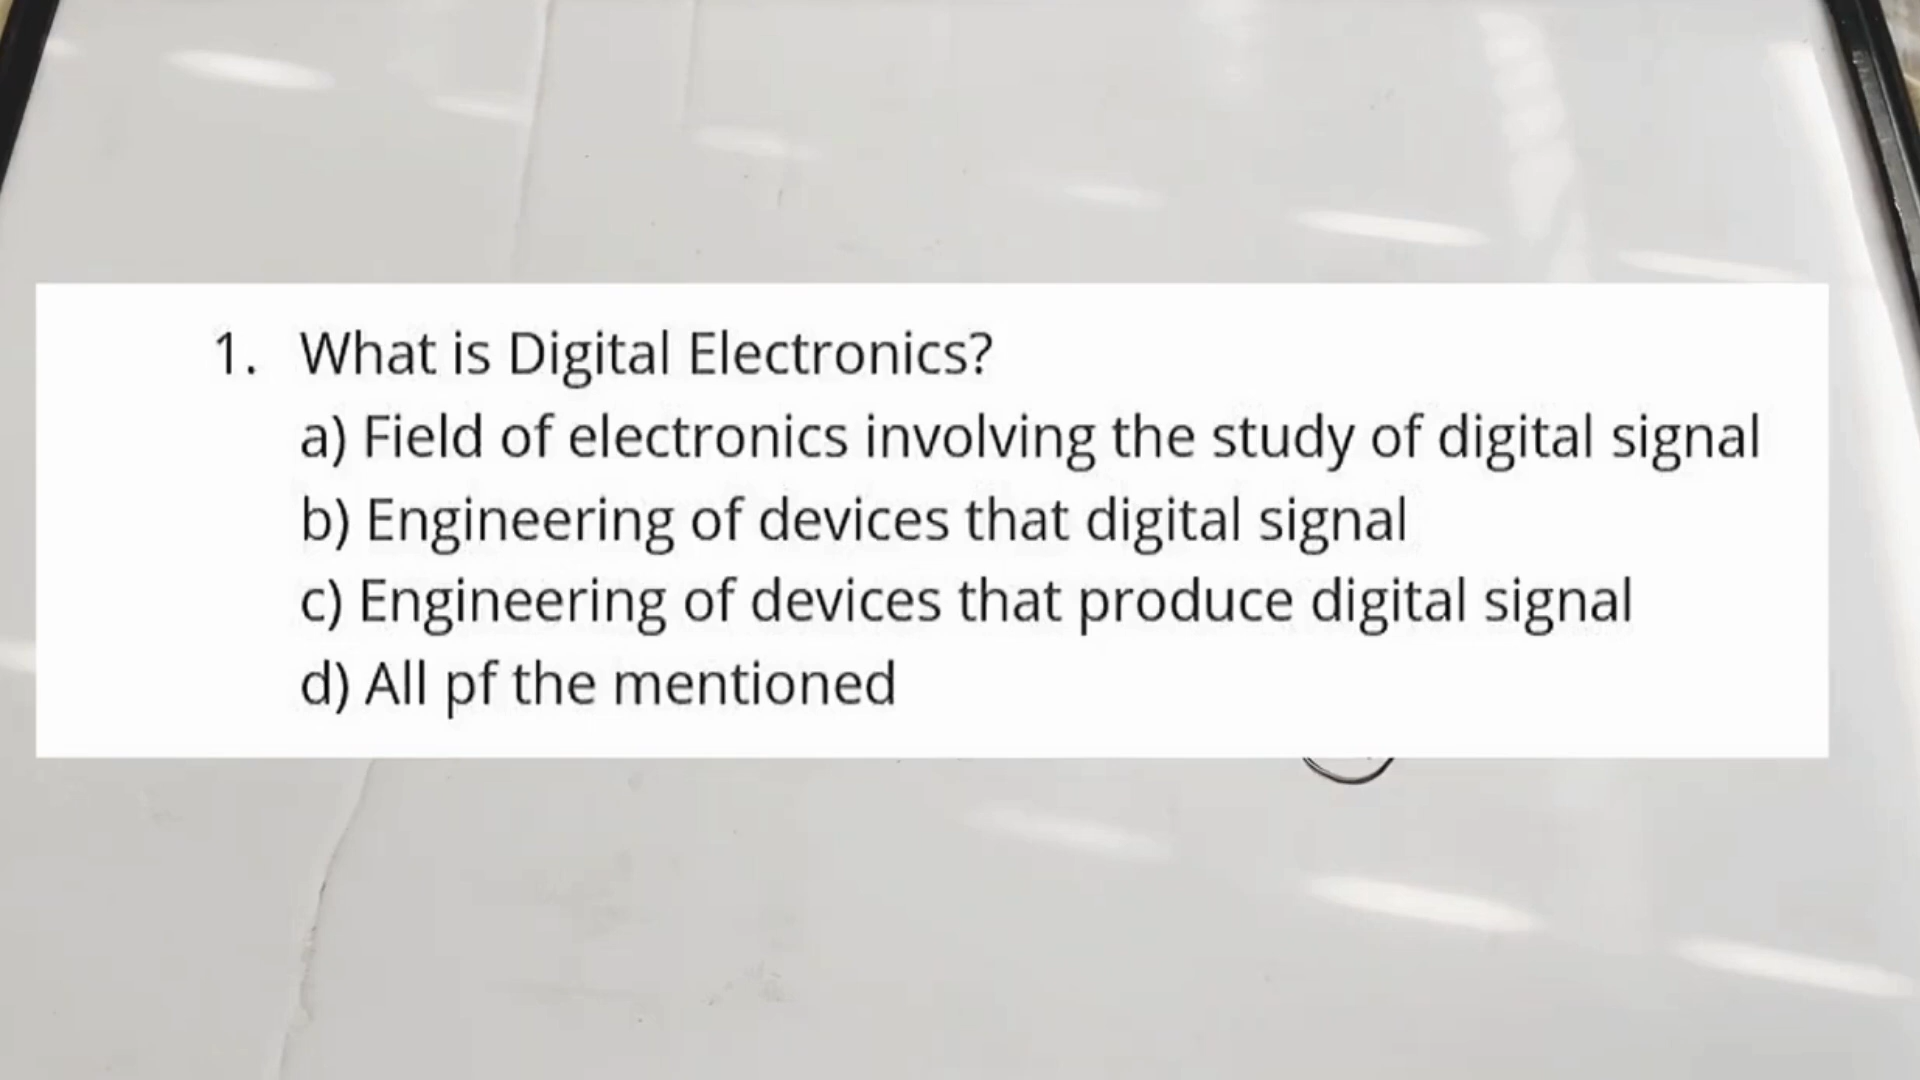 1. What is Digital Electronics?
a) Field of electronics involving the study of digital signal
b) Engineering of devices that digital signal
c) Engineering of devices that produce digital signal
d) All pf the mentioned